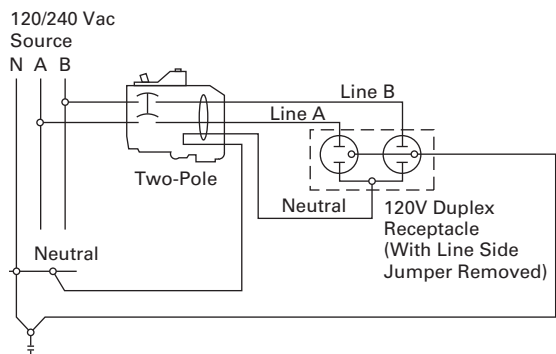 120/240 Vac
Source
N A B
Line B
Line A
Two-Pole
Neutral
120V Duplex
Receptacle
(With Line Side
Jumper Removed)
Neutral